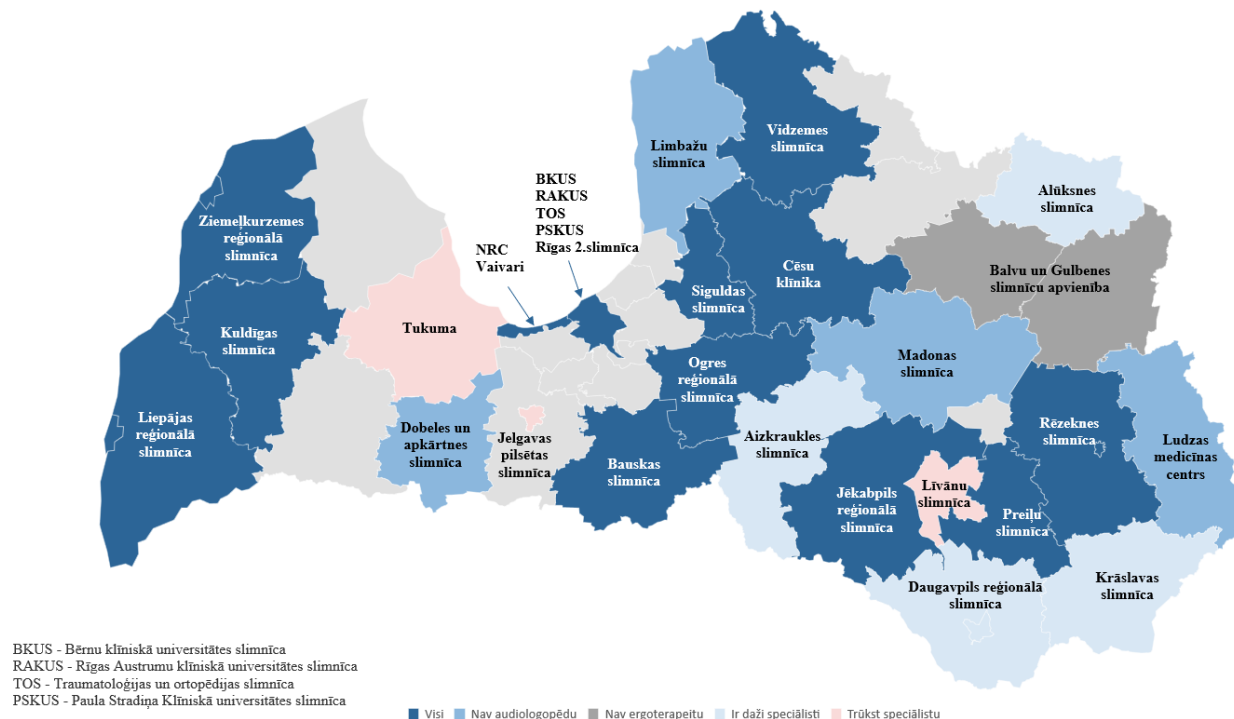 Vidzemes
slimnīca
Limbažu
slimnīca
BKUS
RAKUS
TOS
PSKUS
Rīgas 2.slimnīca
Alūksnes
slimnīca
Ziemeļkurzemes
reģionālā
slimnīca
NRC
Vaivari
Cēsu
klīnika
Balvu un Gulbenes
slimnīcu apvienība
Siguldas
slimnīca
Kuldīgas
slimnīca
Tukuma
Madonas
slimnīca
Ogres
reģionālā
slimnīca
Liepājas
reģionālā
slimnīca
Dobeles un
apkārtnes
slimnīca
Jelgavas
pilsētas
slimnīca
Bauskas
slimnīca
Aizkraukles
slimnīca
Rēzeknes
slimnīca
Ludzas
medicīnas
centrs
Jēkabpils
reģionālā
slimnīca
Līvānu
slimnīca
Preiļu
slimnīca
Daugavpils reģionālā
slimnīca
Krāslavas
slimnīca
BKUS - Bērnu klīniskā universitātes slimnīca
RAKUS - Rīgas Austrumu klīniskā universitātes slimnīca
TOS - Traumatoloģijas un ortopēdijas slimnīca
PSKUS - Paula Stradiņa Klīniskā universitātes slimnīca
Visi
Nav audiologopēdu
Nav ergoterapeitu
Ir daži speciālisti
Trūkst speciālistu